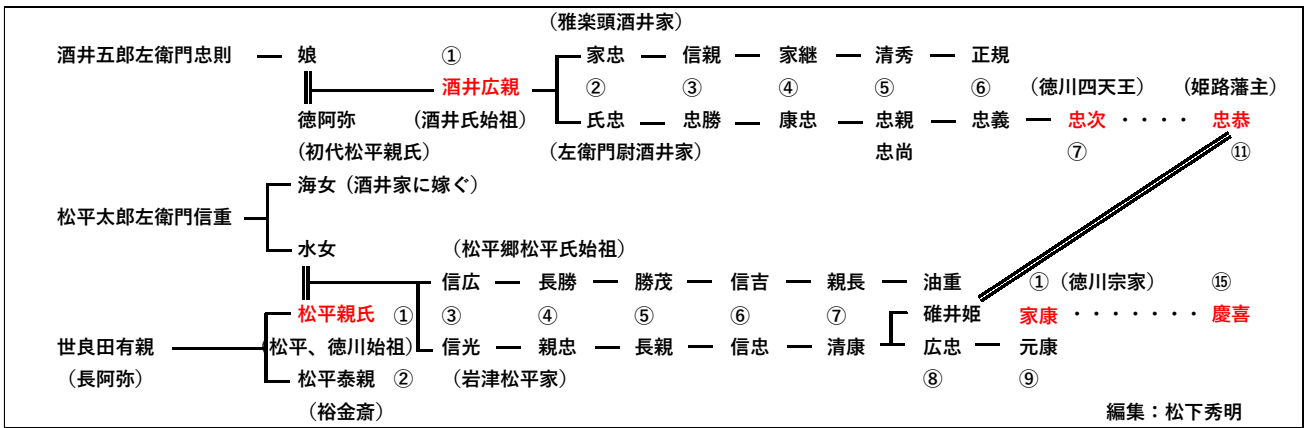 （雅楽頭酒井家）
酒井五郎左衛門忠則 娘 ① 家忠 信親 家継 清秀 正規
酒井広親 ② ③ ④ ⑤ ⑥ （徳川四天王） （姫路藩主）
徳阿弥 （酒井氏始祖） 氏忠 忠勝 康忠 忠親 忠義 忠次 ・・・・ 忠恭
(初代松平親氏） （左衛門尉酒井家） 忠尚 ⑦ ⑪
海女（酒井家に嫁ぐ）
松平太郎左衛門信重
水女 （松平郷松平氏始祖）
信広 長勝 勝茂 信吉 親長 油重 ①（徳川宗家） ⑮
松平親氏 ① ③ ④ ⑤ ⑥ ⑦ 碓井姫 家康 ・・・・・・・ 慶喜
世良田有親 （松平、徳川始祖） 信光 親忠 長親 信忠 清康 広忠 元康
（長阿弥） 松平泰親 ② （岩津松平家） ⑧ ⑨
（裕金斎） 編集：松下秀明